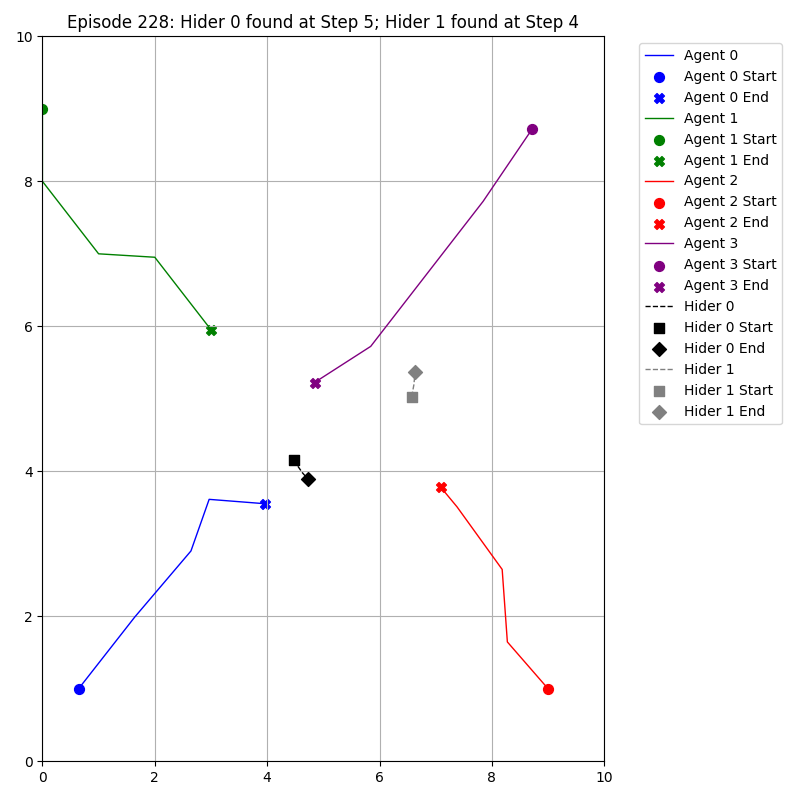 Episode 228: Hider 0 found at Step 5; Hider 1 found at Step 4
10
8
6
4
2
0
0 2 4 6 8 10
Agent 0
Agent 0 Start
Agent 0 End
Agent 1
Agent 1 Start
Agent 1 End
Agent 2
Agent 2 Start
Agent 2 End
Agent 3
Agent 3 Start
Agent 3 End
Hider 0
Hider 0 Start
Hider 0 End
Hider 1
Hider 1 Start
Hider 1 End